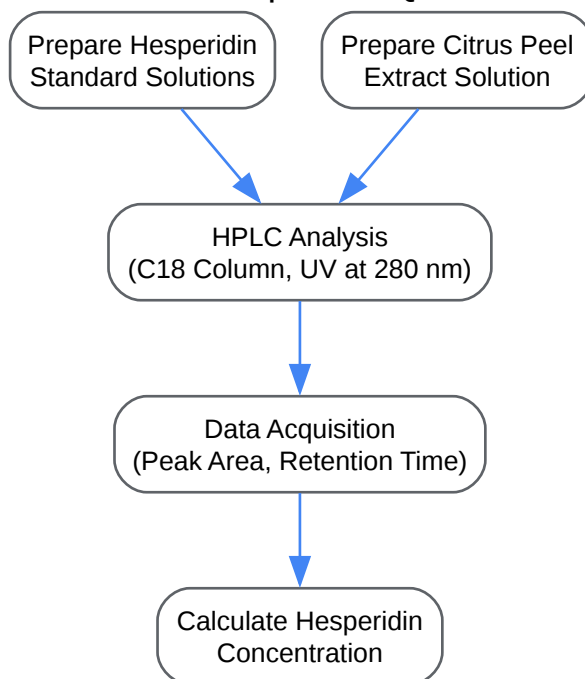 Prepare Hesperidin
Standard Solutions
Prepare Citrus Peel
Extract Solution
HPLC Analysis
(C18 Column, UV at 280 nm)
Data Acquisition
(Peak Area, Retention Time)
Calculate Hesperidin
Concentration